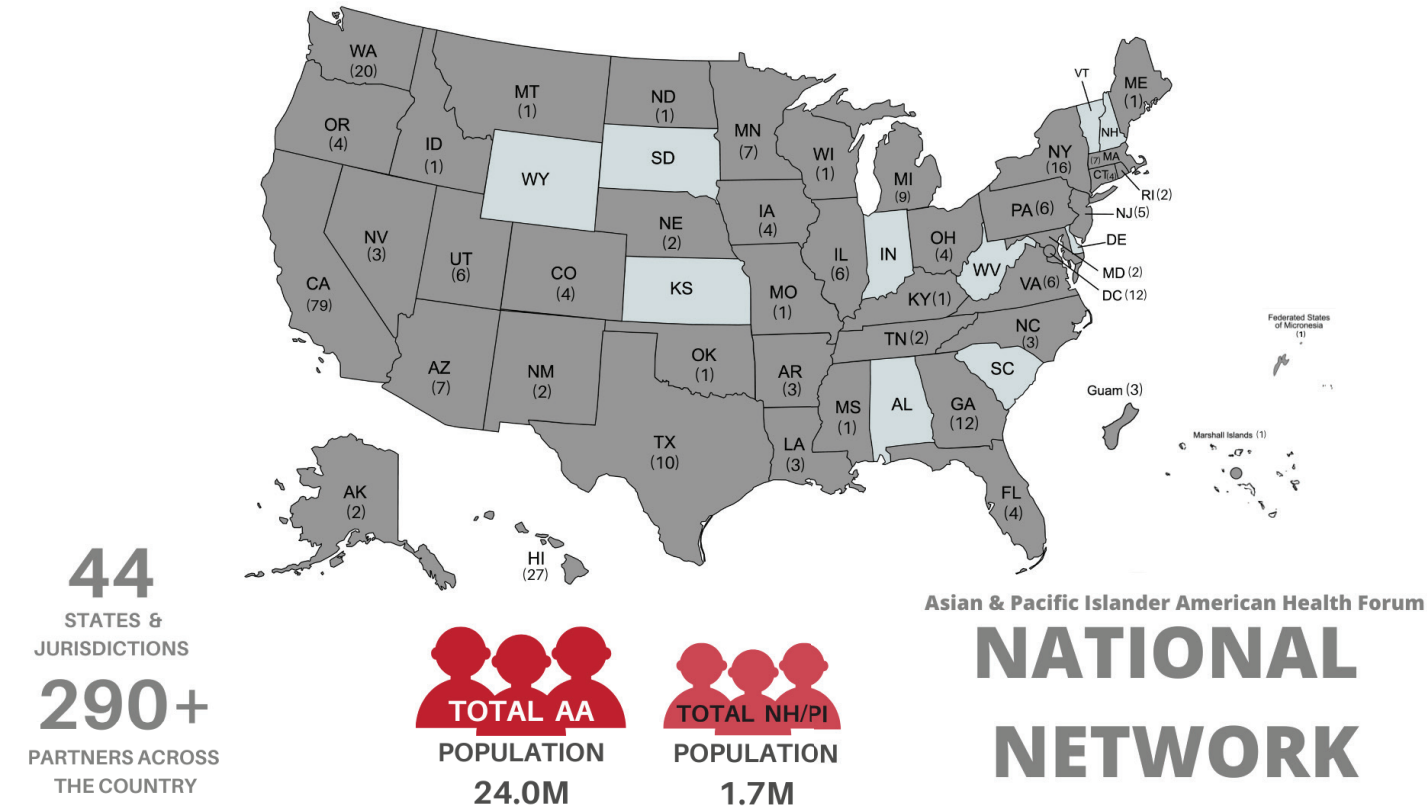 WA
(20)
MT
(1)
ND
(1)
MN
(7)
VT
ME
(1)
OR
(4)
ID
(1)
SD
WI
(1)
MI
(9)
NY
(16)
NH
(7) MA
CT(4)
RI (2)
WY
NE
(2)
IA
(4)
PA (6)
NJ (5)
NV
(3)
UT
(6)
CO
(4)
IL
(6)
IN
OH
(4)
DE
CA
(79)
KS
MO
(1)
WV
MD (2)
KY (1)
VA (6)
DC (12)
AZ
(7)
NM
(2)
OK
(1)
AR
(3)
TN (2)
NC
(3)
SC
Federated States
of Micronesia
(1)
TX
(10)
LA
(3)
MS
(1)
AL
GA
(12)
Guam (3)
Marshall Islands (1)
AK
(2)
HI
(27)
FL
(4)
44
STATES &
JURISDICTIONS
290+
PARTNERS ACROSS
THE COUNTRY
TOTAL AA
POPULATION
24.0M
TOTAL NH/PI
POPULATION
1.7M
Asian & Pacific Islander American Health Forum
NATIONAL
NETWORK